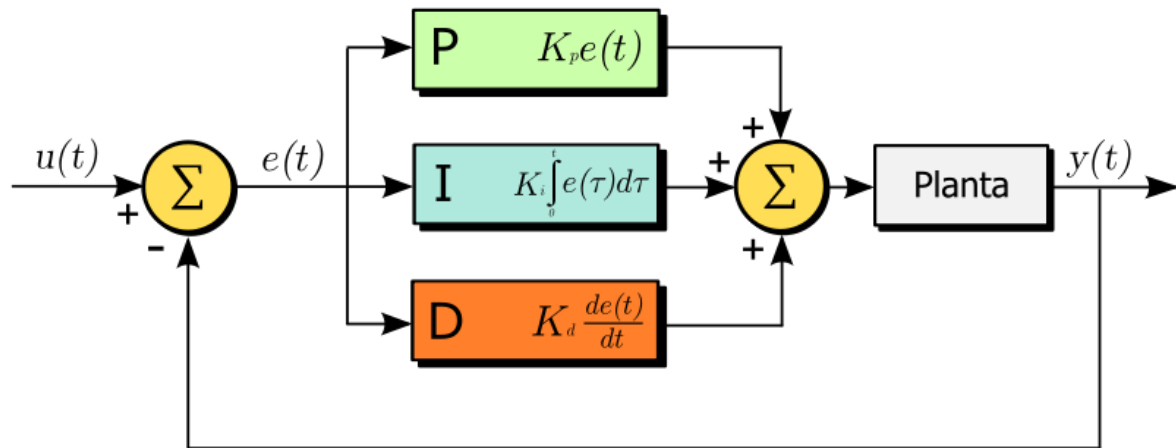 P K_p e(t)
u(t)
+
-
Σ
e(t)
I K_i ∫_0^t e(τ)dτ
D K_d de(t)/dt
+
+
+
Σ
Planta
y(t)